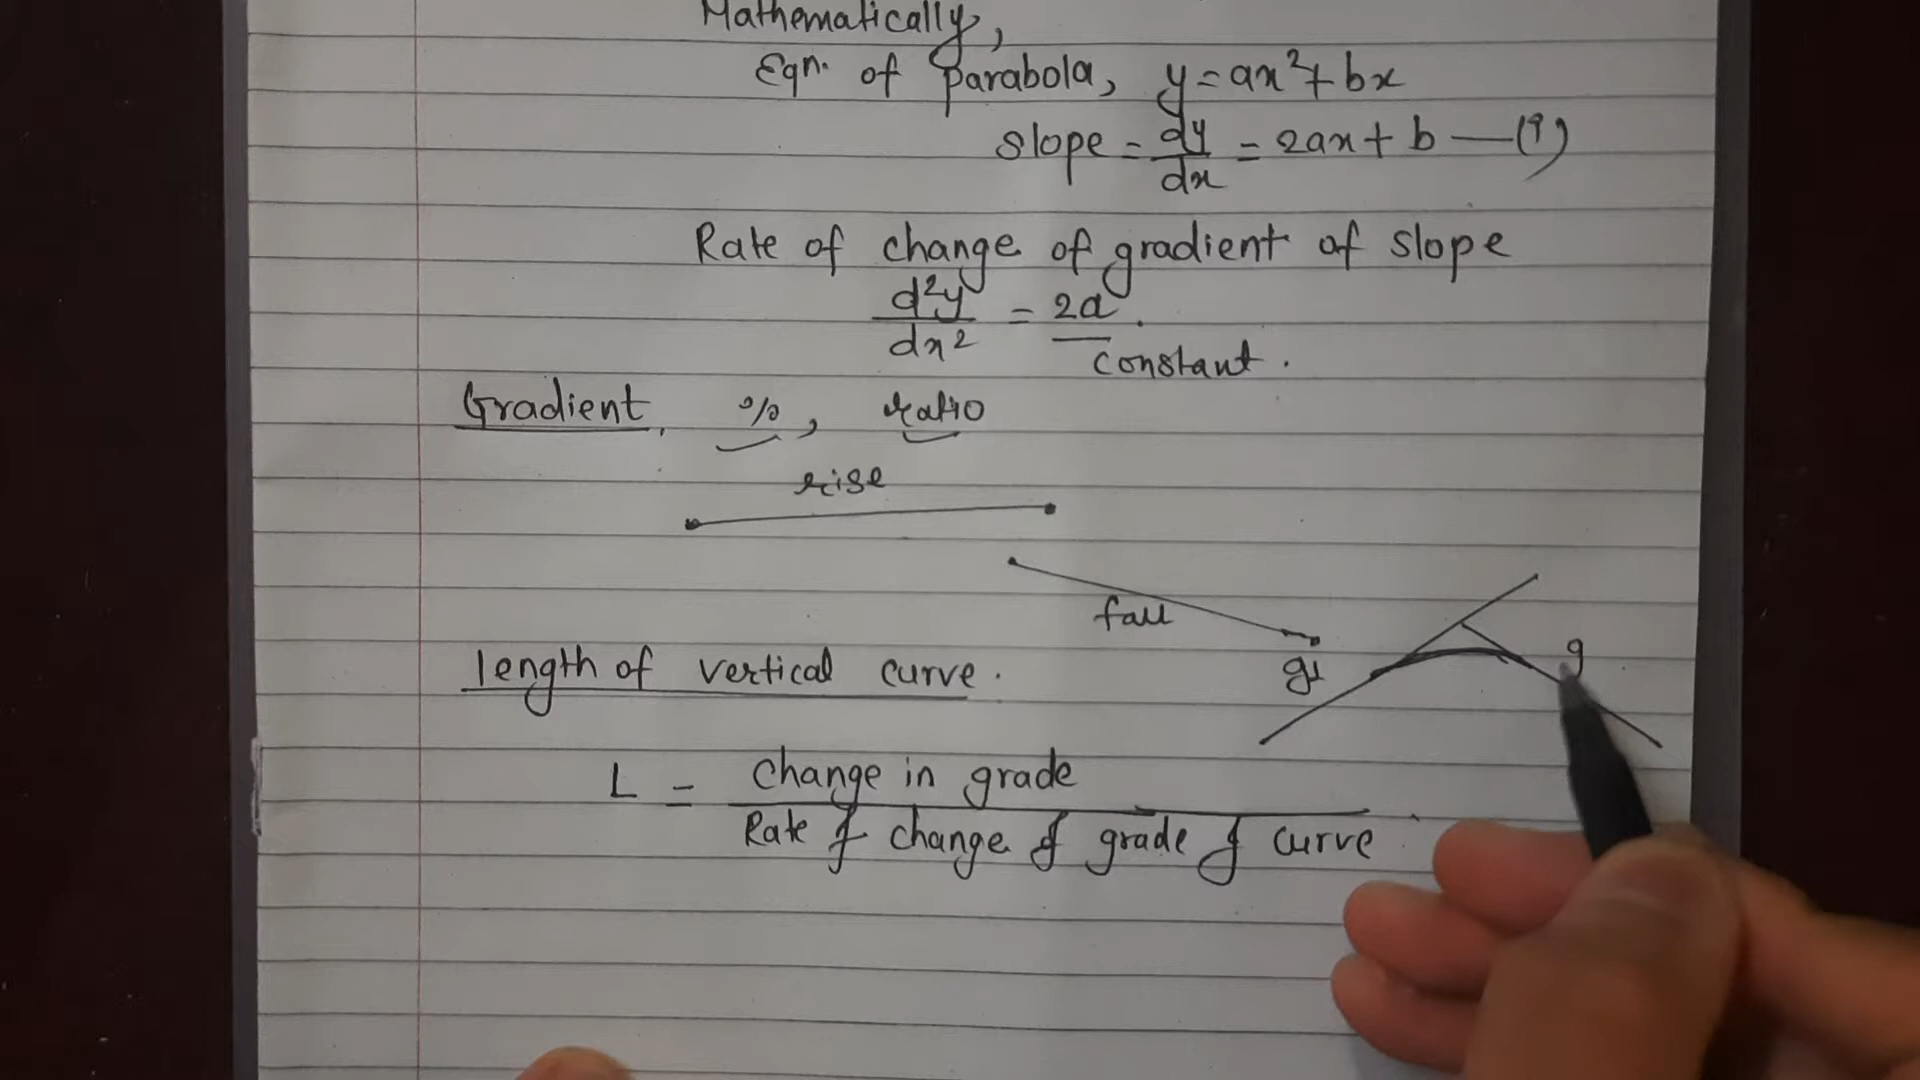 Mathematically,
Eqn. of parabola, y = ax² + bx
slope = dy/dx = 2ax + b — (i)
Rate of change of gradient of slope
d²y/dx² = 2a.
constant.
Gradient, %, ratio
rise
fall
g1
g
length of vertical curve.
L = change in grade / Rate of change of grade of curve